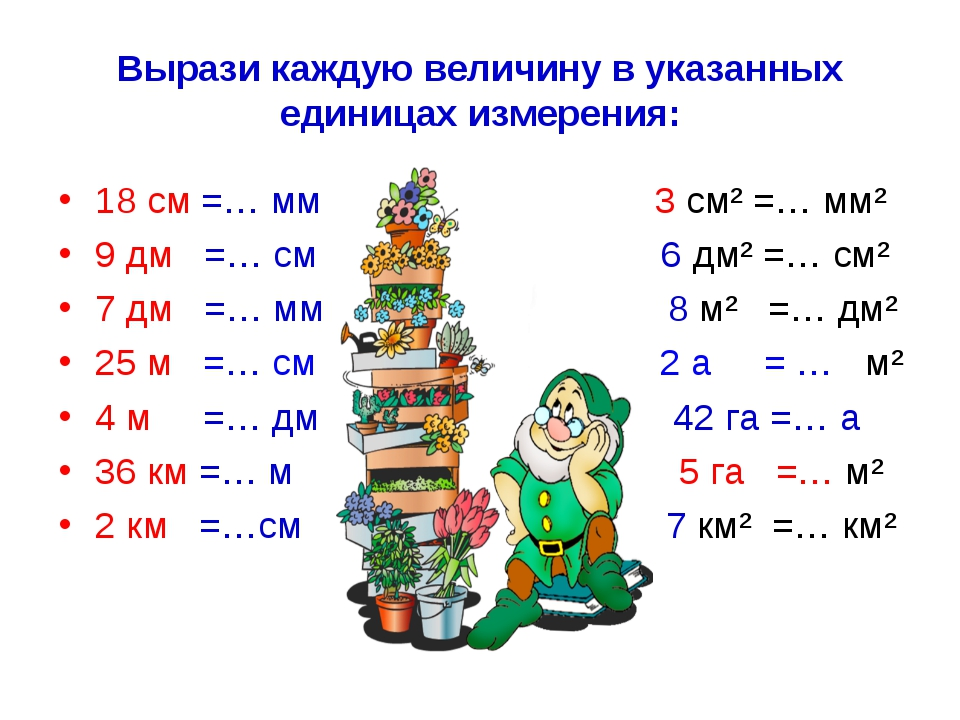 Вырази каждую величину в указанных
единицах измерения:
• 18 см =… мм
• 9 дм =… см
• 7 дм =… мм
• 25 м =… см
• 4 м =… дм
• 36 км =… м
• 2 км =…см
3 см² =… мм²
6 дм² =… см²
8 м² =… дм²
2 а = … м²
42 га =… а
5 га =… м²
7 км² =… км²